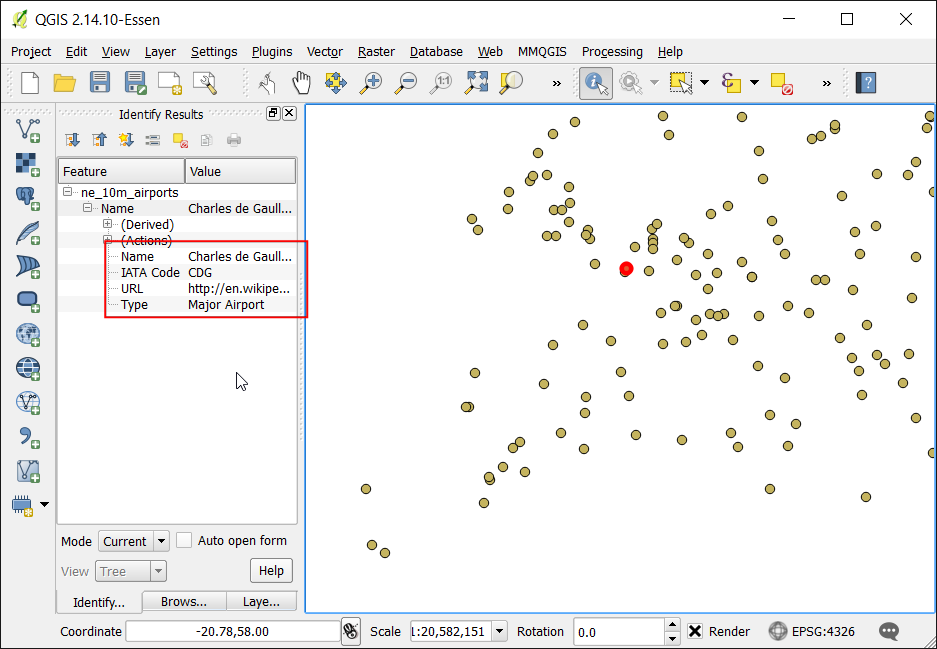 QGIS 2.14.10-Essen
Project Edit View Layer Settings Plugins Vector Raster Database Web MMQGIS Processing Help
1:1
»
»
?
Identify Results
Feature Value
ne_10m_airports
Name Charles de Gaull...
(Derived)
(Actions)
Name Charles de Gaull...
IATA Code CDG
URL http://en.wikipe...
Type Major Airport
Mode Current Auto open form
View Tree Help
Identify... Brows... Laye...
Coordinate -20.78,58.00 Scale 1:20,582,151 Rotation 0.0 Render EPSG:4326